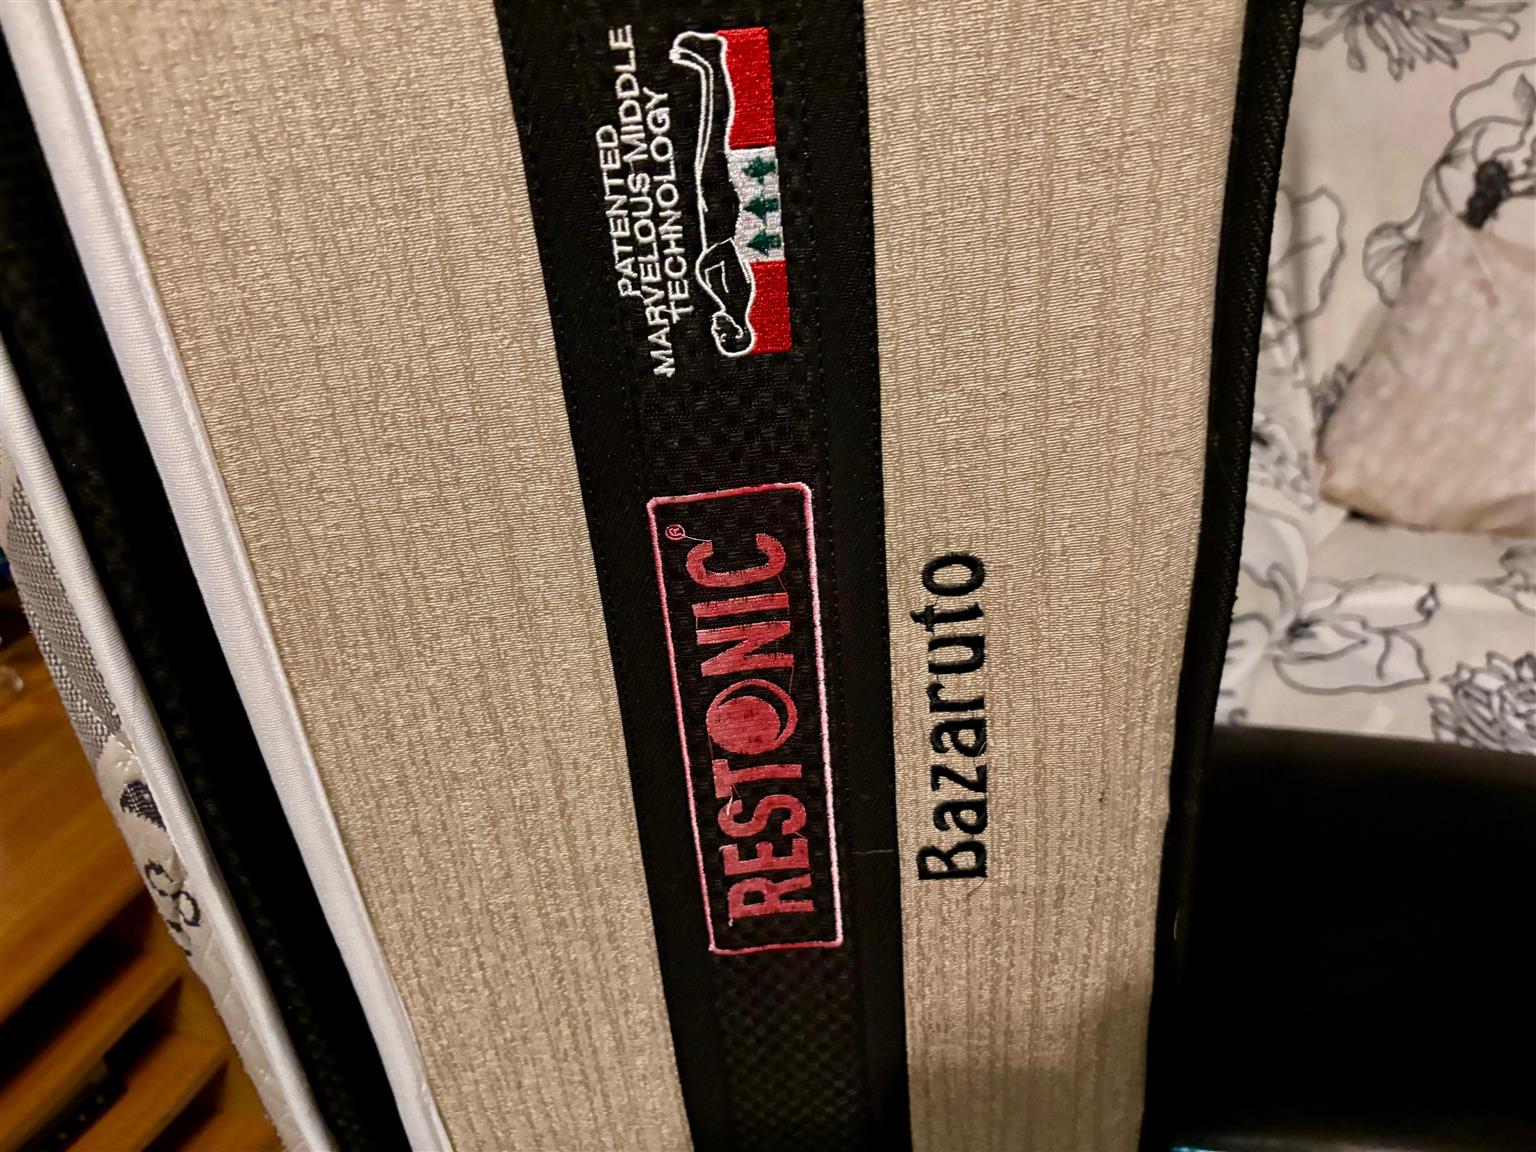 PATENTED
MARVELOUS MIDDLE
TECHNOLOGY
RESTONIC®
Bazaruto